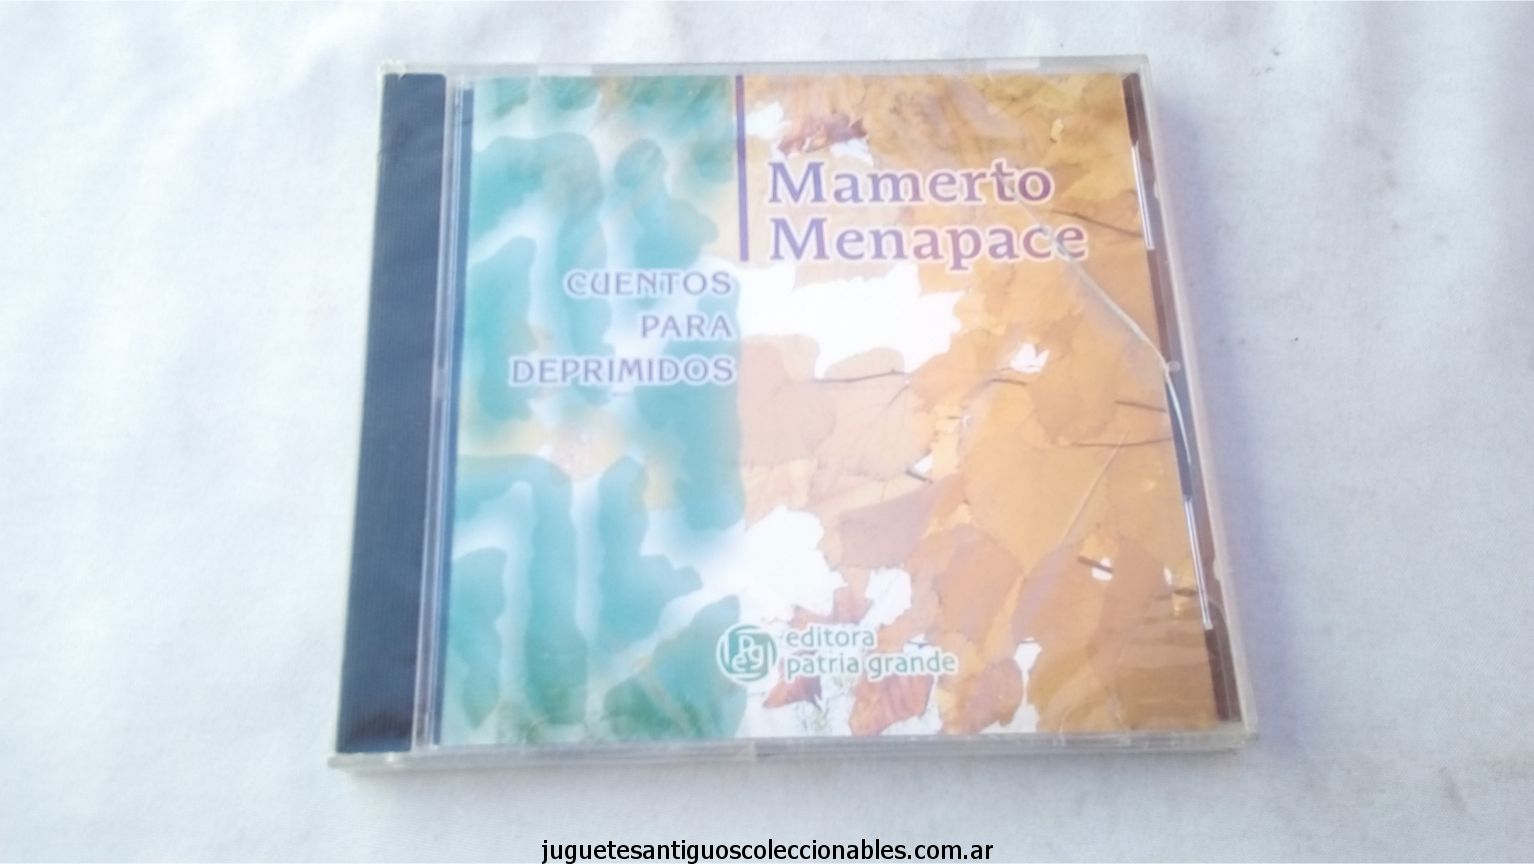 Mamerto
Menapace
CUENTOS
PARA
DEPRIMIDOS
editora
patria grande
juguetesantiguoscoleccionables.com.ar